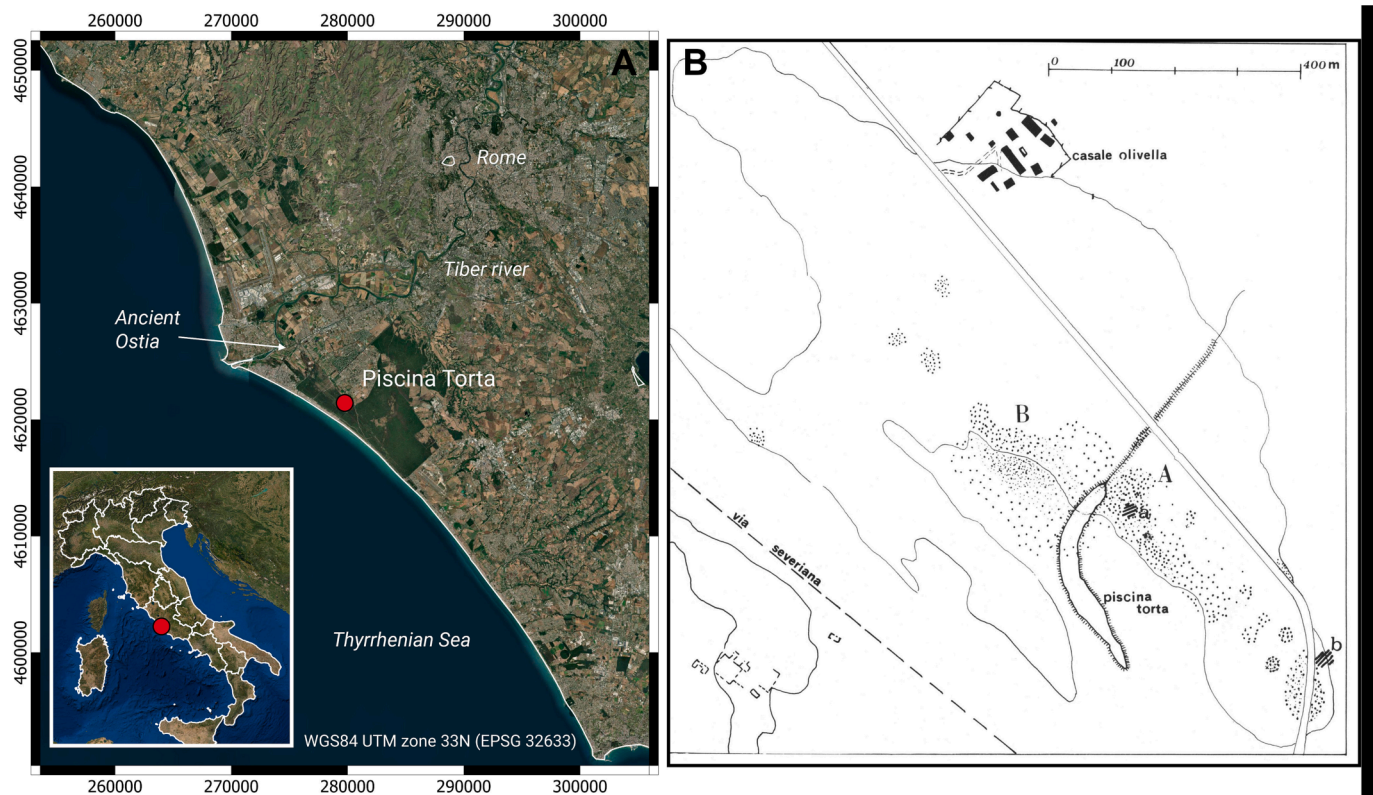 260000 270000 280000 290000 300000
A
4650000
4640000
4630000
4620000
4610000
4600000
Rome
Tiber river
Ancient
Ostia
Piscina Torta
Thyrrhenian Sea
WGS84 UTM zone 33N (EPSG 32633)
260000 270000 280000 290000 300000
B
0 100 400 m
casale olivella
B
A
a
via
severiana
piscina
torta
b